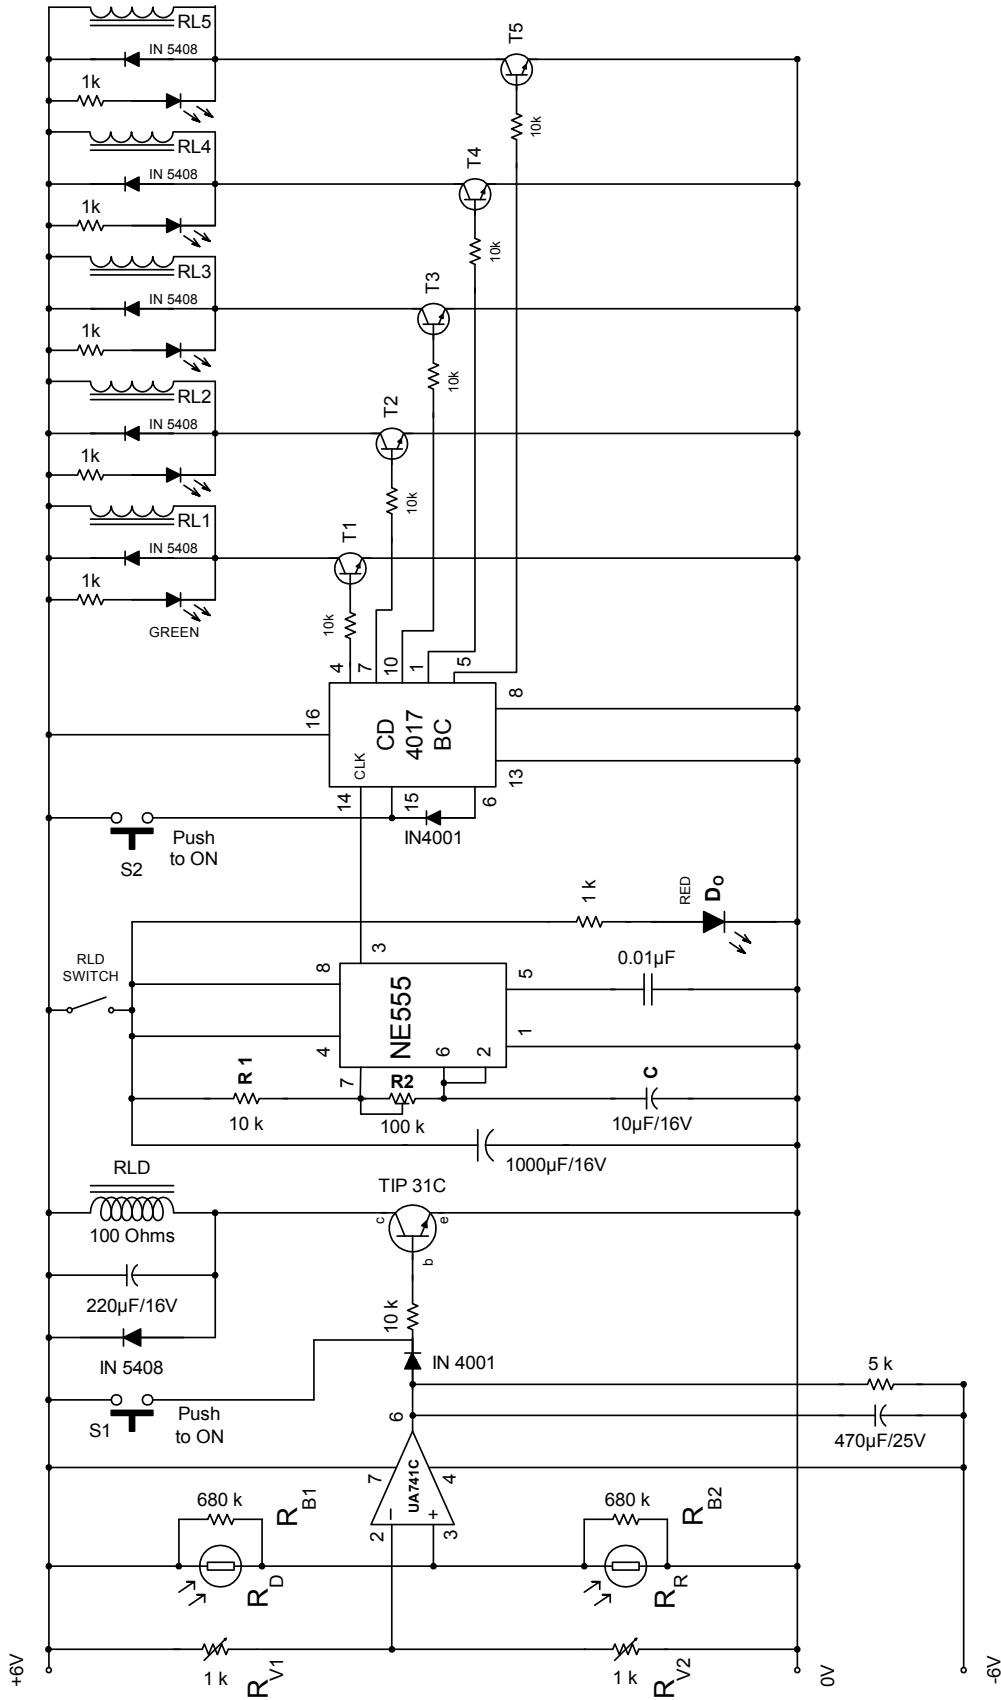 RL5
IN 5408
1k
RL4
IN 5408
1k
RL3
IN 5408
1k
RL2
IN 5408
1k
RL1
IN 5408
1k
GREEN
T5
10k
T4
10k
T3
10k
T2
10k
T1
10k
4
7
10
1
5
16
CD
4017
BC
CLK
8
13
14
15
6
IN4001
S2
Push
to ON
RLD
SWITCH
1 k
RED
Do
3
8
4
NE555
5
1
7
6
2
0.01µF
R 1
10 k
R2
100 k
C
10µF/16V
1000µF/16V
RLD
100 Ohms
220µF/16V
IN 5408
TIP 31C
c
e
b
10 k
IN 4001
S1
Push
to ON
5 k
470µF/25V
6
7
4
UA741C
2
–
+
3
680 k
RB1
RD
680 k
RB2
RR
1 k
RV1
1 k
RV2
+6V
0V
-6V